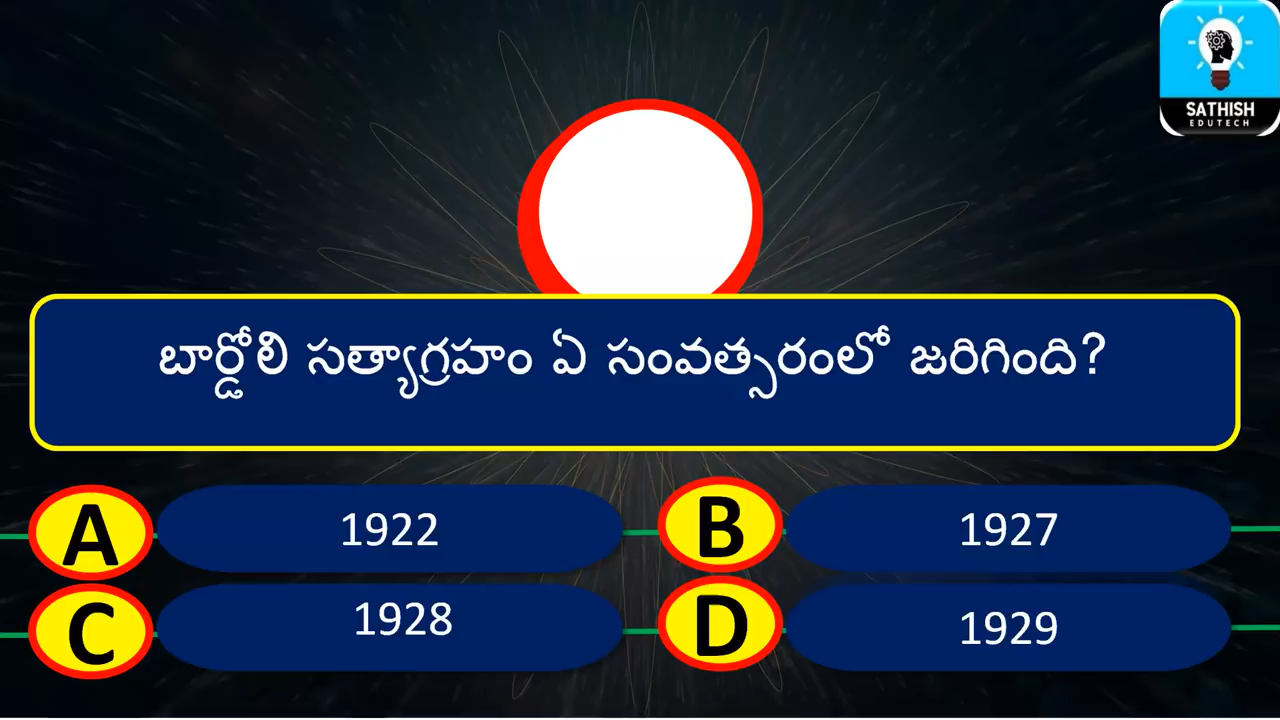 SATHISH
EDUTECH
బార్డోలి సత్యాగ్రహం ఏ సంవత్సరంలో జరిగింది?
A 1922
B 1927
C 1928
D 1929